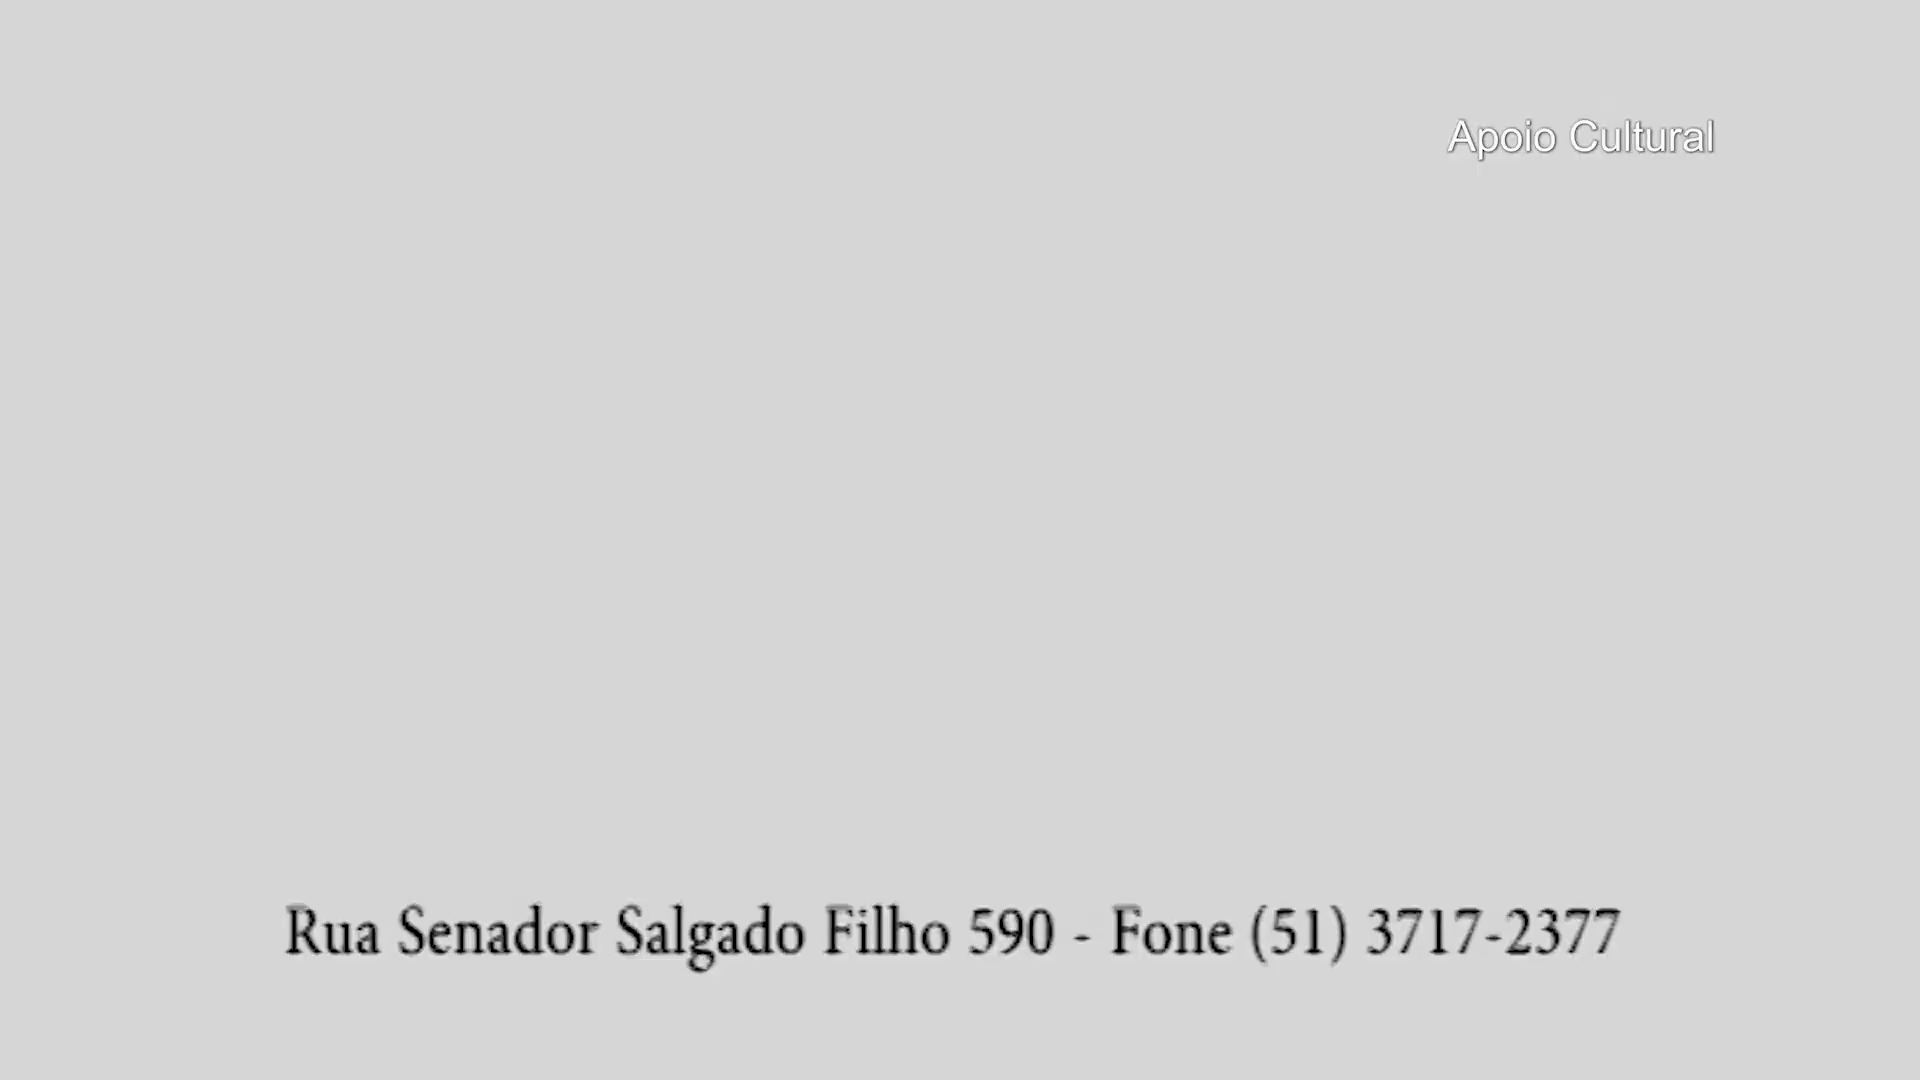 Apoio Cultural
Rua Senador Salgado Filho 590 - Fone (51) 3717-2377